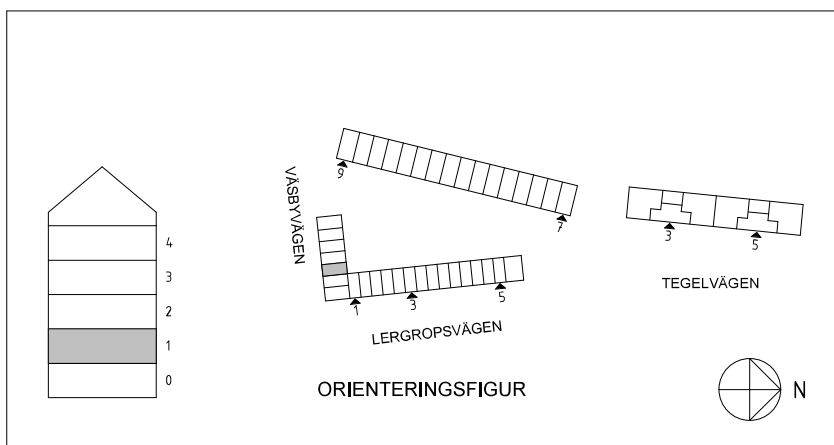 4
3
2
1
0
VÄSBYVÄGEN
9
7
1
3
5
LERGROPSVÄGEN
3
5
TEGELVÄGEN
ORIENTERINGSFIGUR
N